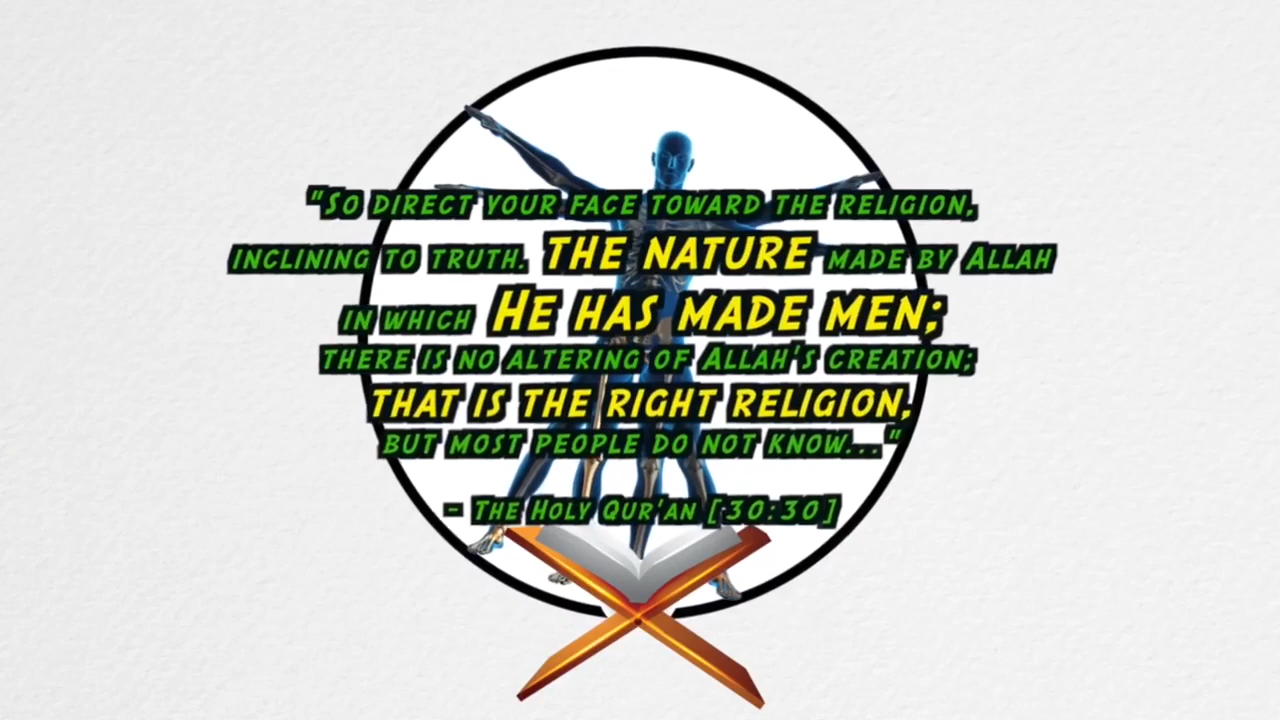 "So direct your face toward the religion,
inclining to truth. the nature made by Allah
in which He has made men;
there is no altering of Allah's creation;
that is the right religion,
but most people do not know..."
- The Holy Qur'an [30:30]